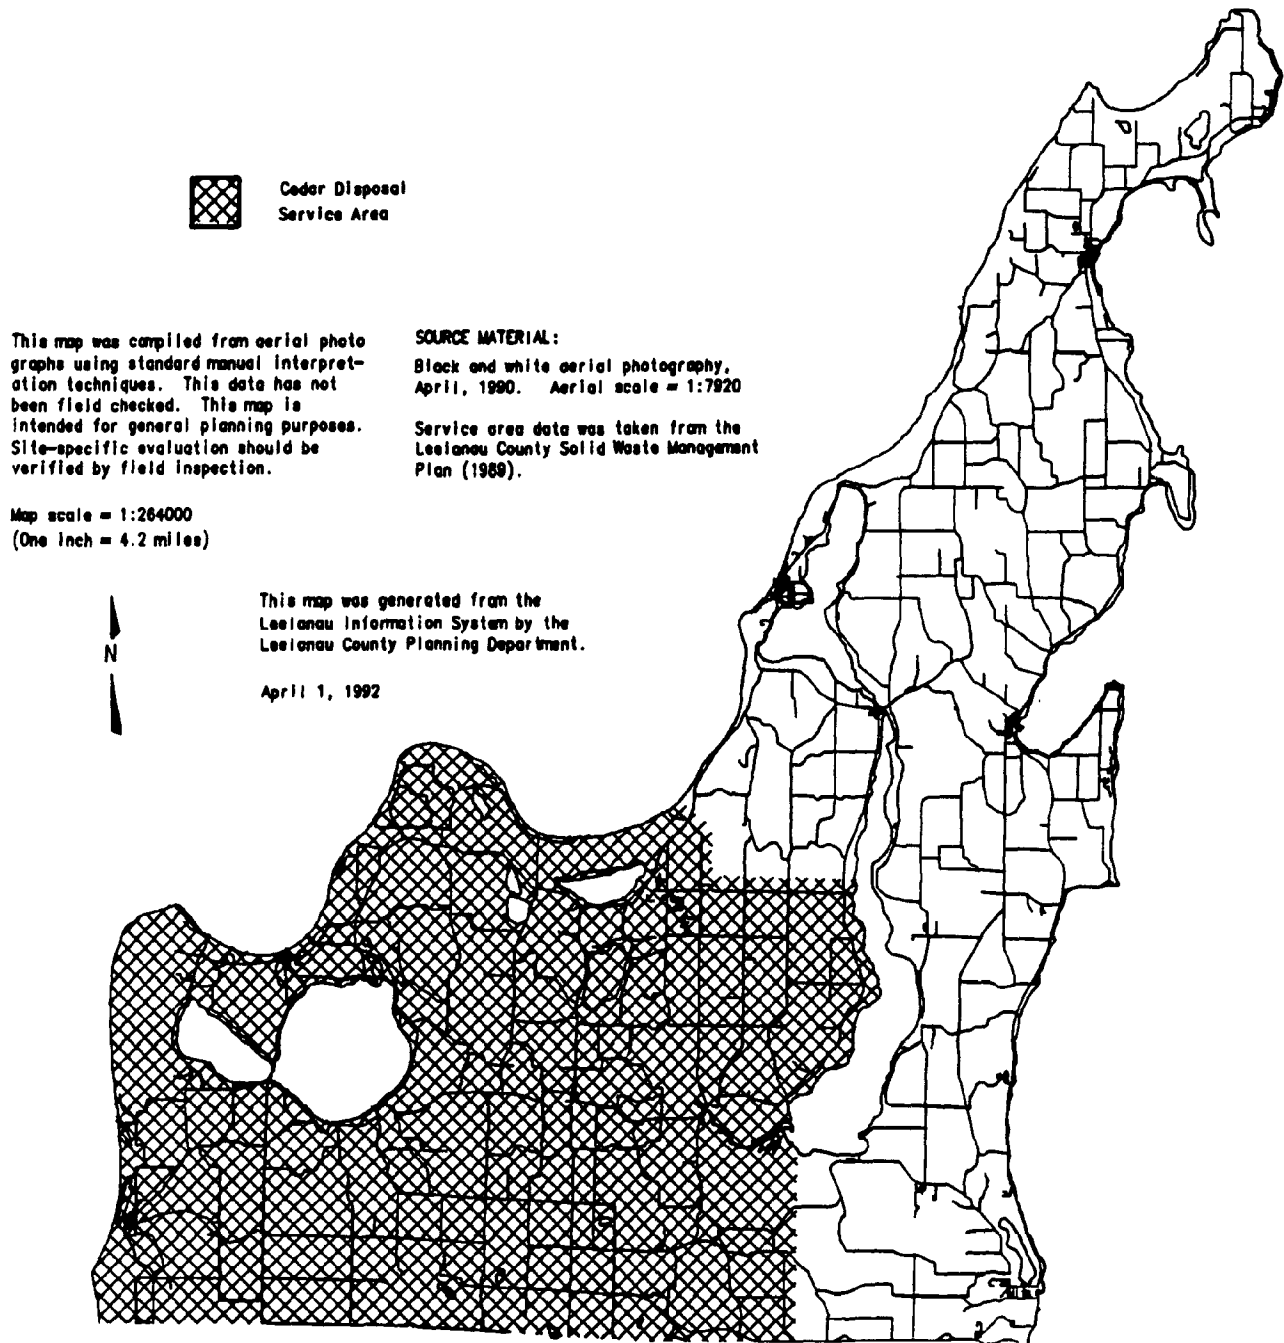 Cedar Disposal
Service Area
This map was compiled from aerial photo
graphs using standard manual interpret-
ation techniques. This data has not
been field checked. This map is
intended for general planning purposes.
Site-specific evaluation should be
verified by field inspection.
Map scale = 1:264000
(One inch = 4.2 miles)
SOURCE MATERIAL:
Black and white aerial photography,
April, 1990. Aerial scale = 1:7920
Service area data was taken from the
Leelanau County Solid Waste Management
Plan (1989).
N
This map was generated from the
Leelanau Information System by the
Leelanau County Planning Department.
April 1, 1992